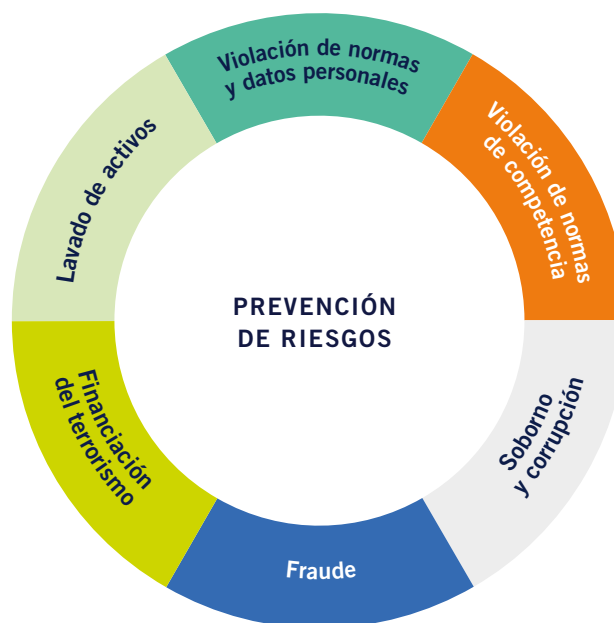 Violación de normas
y datos personales
Violación de normas
de competencia
Soborno
y corrupción
Fraude
Financiación
del terrorismo
Lavado de activos
PREVENCIÓN
DE RIESGOS